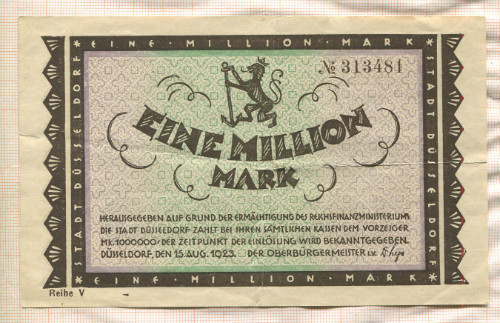 ★ EINE · MILLION · MARK ★
№ 313481
EINE MILLION
MARK
HERAUSGEGEBEN AUF GRUND DER ERMÄCHTIGUNG DES REICHSFINANZMINISTERIUMS
DIE STADT DÜSSELDORF ZAHLT BEI IHREN SÄMTLICHEN KASSEN DEM VORZEIGER
MK. 1000000 · DER ZEITPUNKT DER EINLÖSUNG WIRD BEKANNTGEGEBEN.
DÜSSELDORF, DEN 15. AUG. 1923. DER OBERBÜRGERMEISTER I.V.
STADT DÜSSELDORF
STADT DÜSSELDORF
★ EINE · MILLION · MARK ★
Reihe V